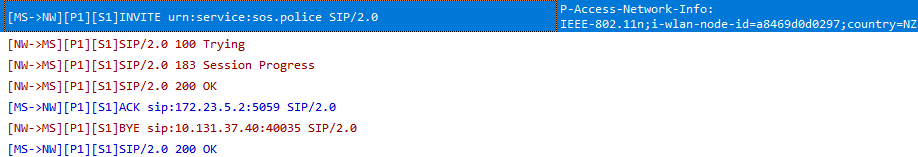 [MS->NW][P1][S1]INVITE urn:service:sos.police SIP/2.0
P-Access-Network-Info:
IEEE-802.11n;i-wlan-node-id=a8469d0d0297;country=NZ
[NW->MS][P1][S1]SIP/2.0 100 Trying
[NW->MS][P1][S1]SIP/2.0 183 Session Progress
[NW->MS][P1][S1]SIP/2.0 200 OK
[MS->NW][P1][S1]ACK sip:172.23.5.2:5059 SIP/2.0
[NW->MS][P1][S1]BYE sip:10.131.37.40:40035 SIP/2.0
[MS->NW][P1][S1]SIP/2.0 200 OK